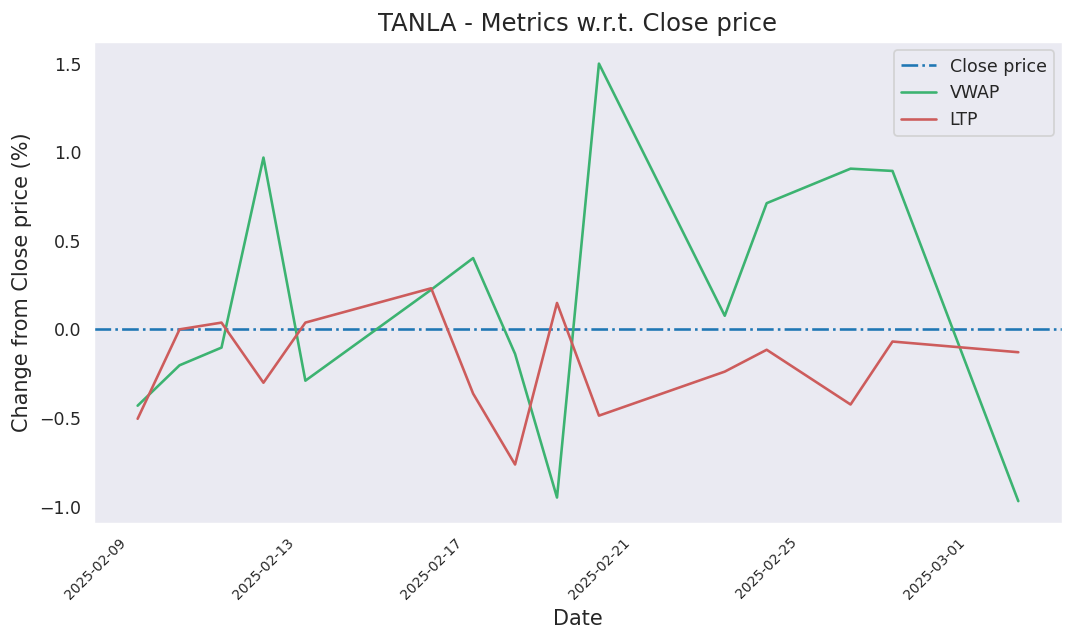 TANLA - Metrics w.r.t. Close price
Close price
VWAP
LTP
Change from Close price (%)
1.5
1.0
0.5
0.0
−0.5
−1.0
2025-02-09
2025-02-13
2025-02-17
2025-02-21
2025-02-25
2025-03-01
Date